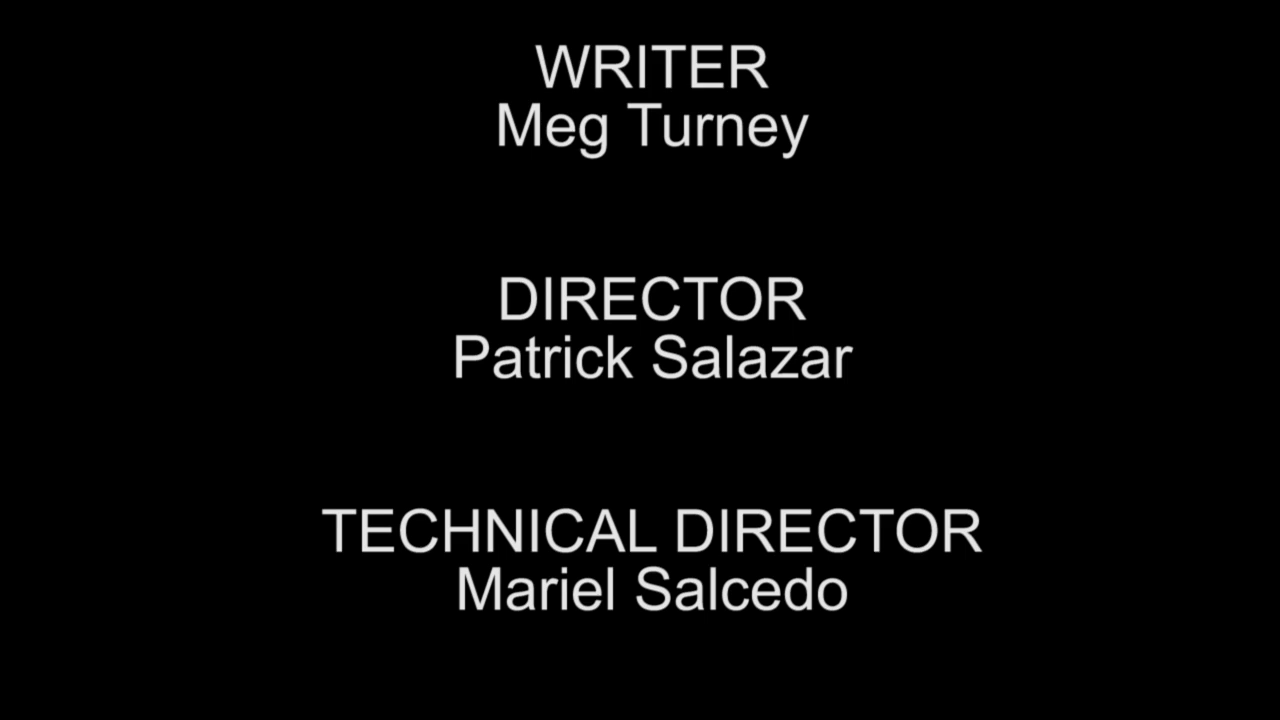 WRITER
Meg Turney
DIRECTOR
Patrick Salazar
TECHNICAL DIRECTOR
Mariel Salcedo